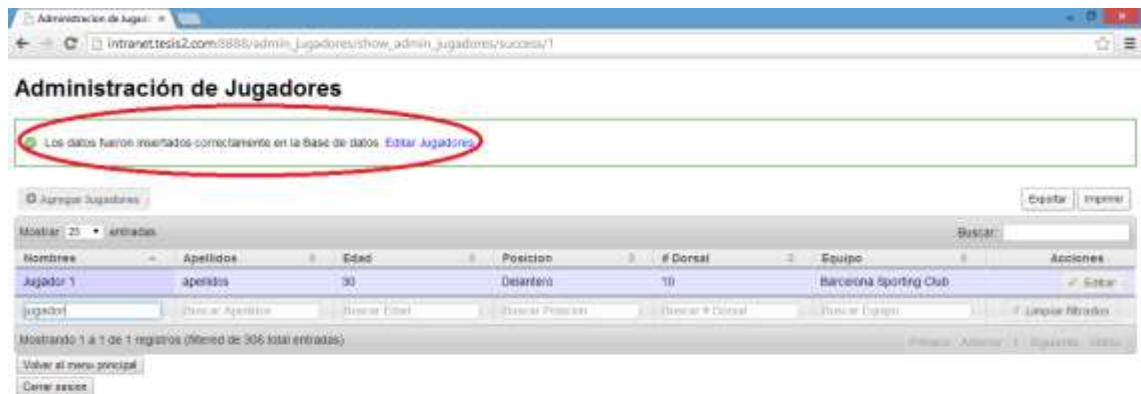 Administracion de Jugad
intranet.tesis2.com:8888/admin_jugadores/show_admin_jugadores/success/1
Administración de Jugadores
Los datos fueron insertados correctamente en la Base de datos Editar Jugadores
Agregar Jugadores
Exportar Imprimir
Mostrar 25 entradas Buscar:
Nombres Apellidos Edad Posicion # Dorsal Equipo Acciones
Jugador 1 apellidos 30 Delantero 10 Barcelona Sporting Club Editar
jugador Buscar Apellidos Buscar Edad Buscar Posicion Buscar # Dorsal Buscar Equipo Limpiar filtrados
Mostrando 1 a 1 de 1 registros (filtered de 306 total entradas) Primero Anterior 1 Siguiente Ultimo
Volver al menu principal
Cerrar sesion